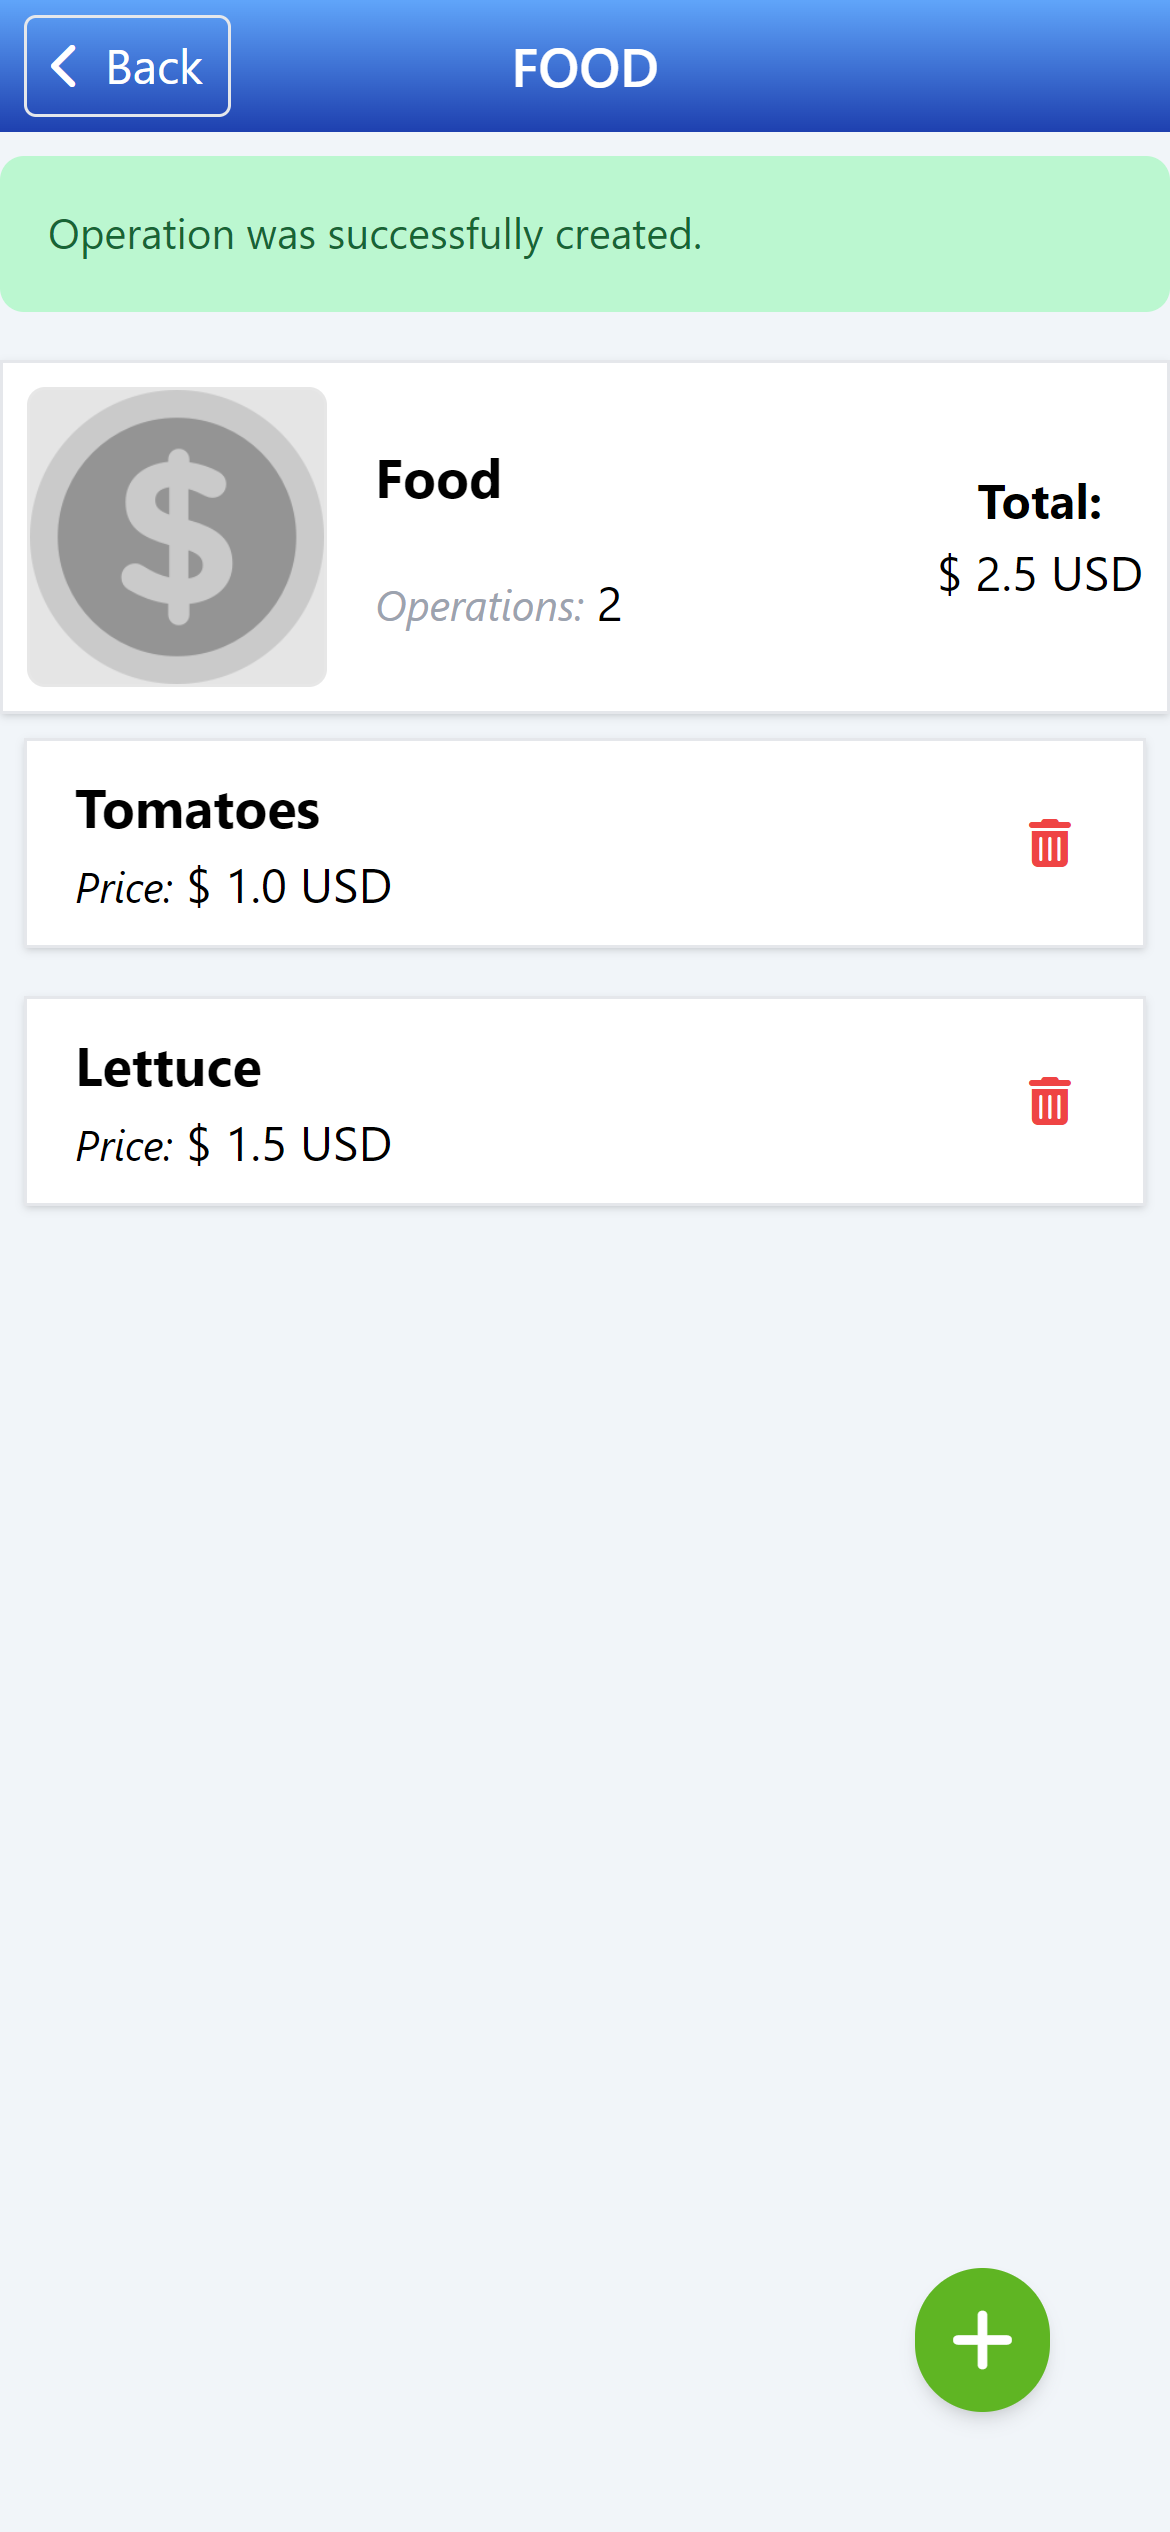 Back
FOOD
Operation was successfully created.
$
Food
Operations: 2
Total:
$ 2.5 USD
Tomatoes
Price: $ 1.0 USD
Lettuce
Price: $ 1.5 USD